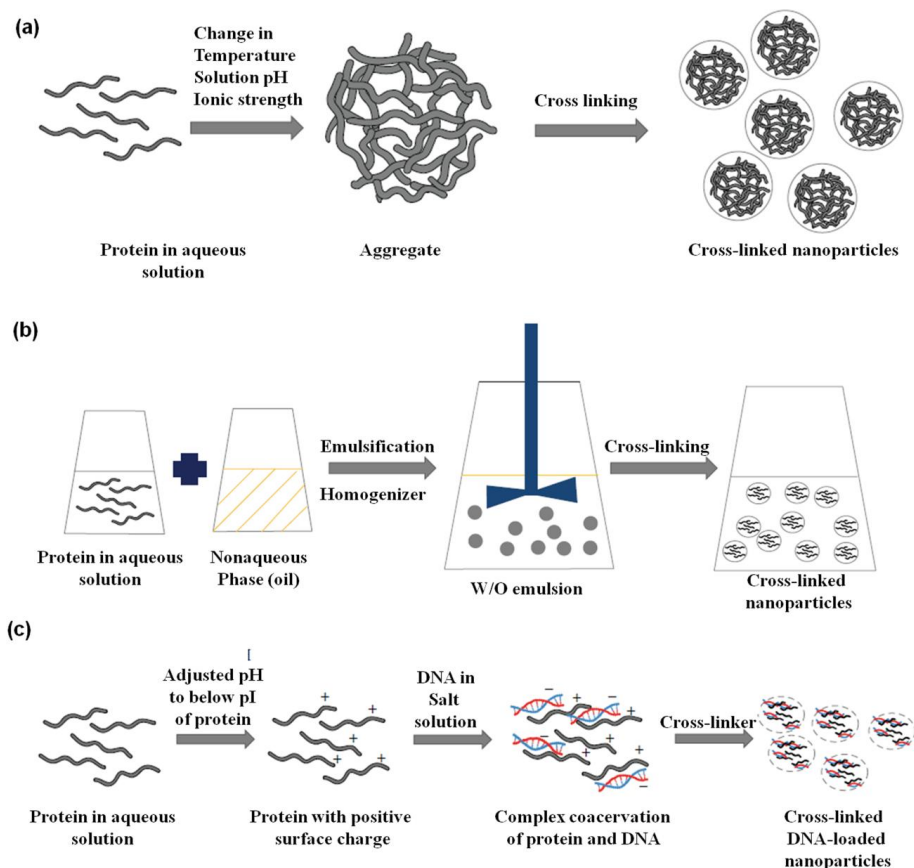 (a)
Change in
Temperature
Solution pH
Ionic strength
Cross linking
Protein in aqueous
solution
Aggregate
Cross-linked nanoparticles
(b)
Emulsification
Homogenizer
Cross-linking
Protein in aqueous
solution
Nonaqueous
Phase (oil)
W/O emulsion
Cross-linked
nanoparticles
(c)
[
Adjusted pH
to below pI
of protein
+
+
+
+
+
DNA in
Salt
solution
−
−
−
−
+
+
+
+
Cross-linker
Protein in aqueous
solution
Protein with positive
surface charge
Complex coacervation
of protein and DNA
Cross-linked
DNA-loaded
nanoparticles